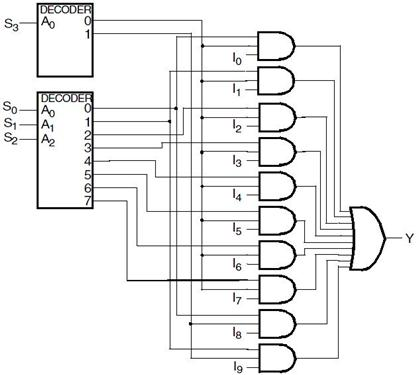 DECODER
S3 A0 0
1
DECODER
S0 A0 0
S1 A1 1
S2 A2 2
3
4
5
6
7
I0
I1
I2
I3
I4
I5
I6
I7
I8
I9
Y